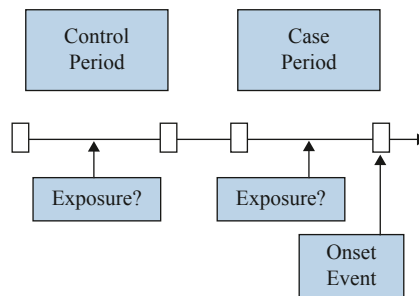 Control
Period
Case
Period
Exposure?
Exposure?
Onset
Event